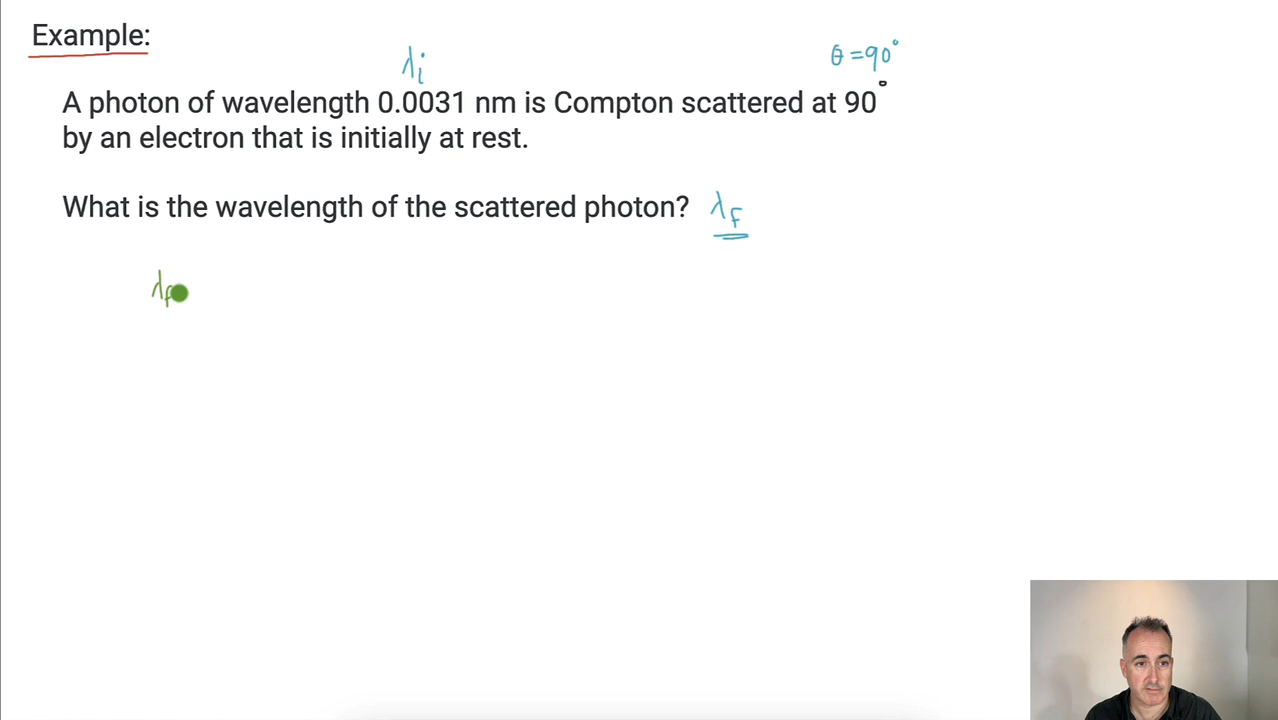 Example:
λi
θ = 90°
A photon of wavelength 0.0031 nm is Compton scattered at 90°
by an electron that is initially at rest.
What is the wavelength of the scattered photon? λF
λf